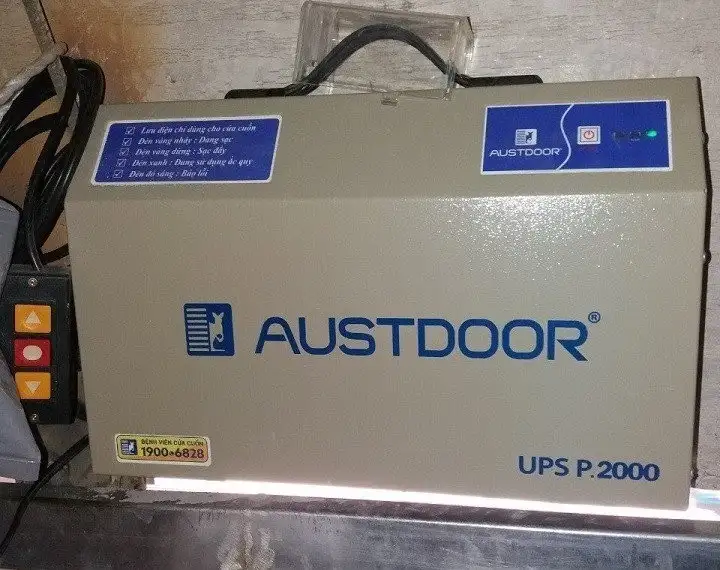 Lưu điện chỉ dùng cho cửa cuốn
Đèn vàng nháy : Đang sạc
Đèn vàng dừng : Sạc đầy
Đèn xanh : Đang sử dụng ắc quy
Đèn đỏ sáng : Báo lỗi
AUSTDOOR
AUSTDOOR®
BỆNH VIỆN CỬA CUỐN
1900-6828
UPS P.2000